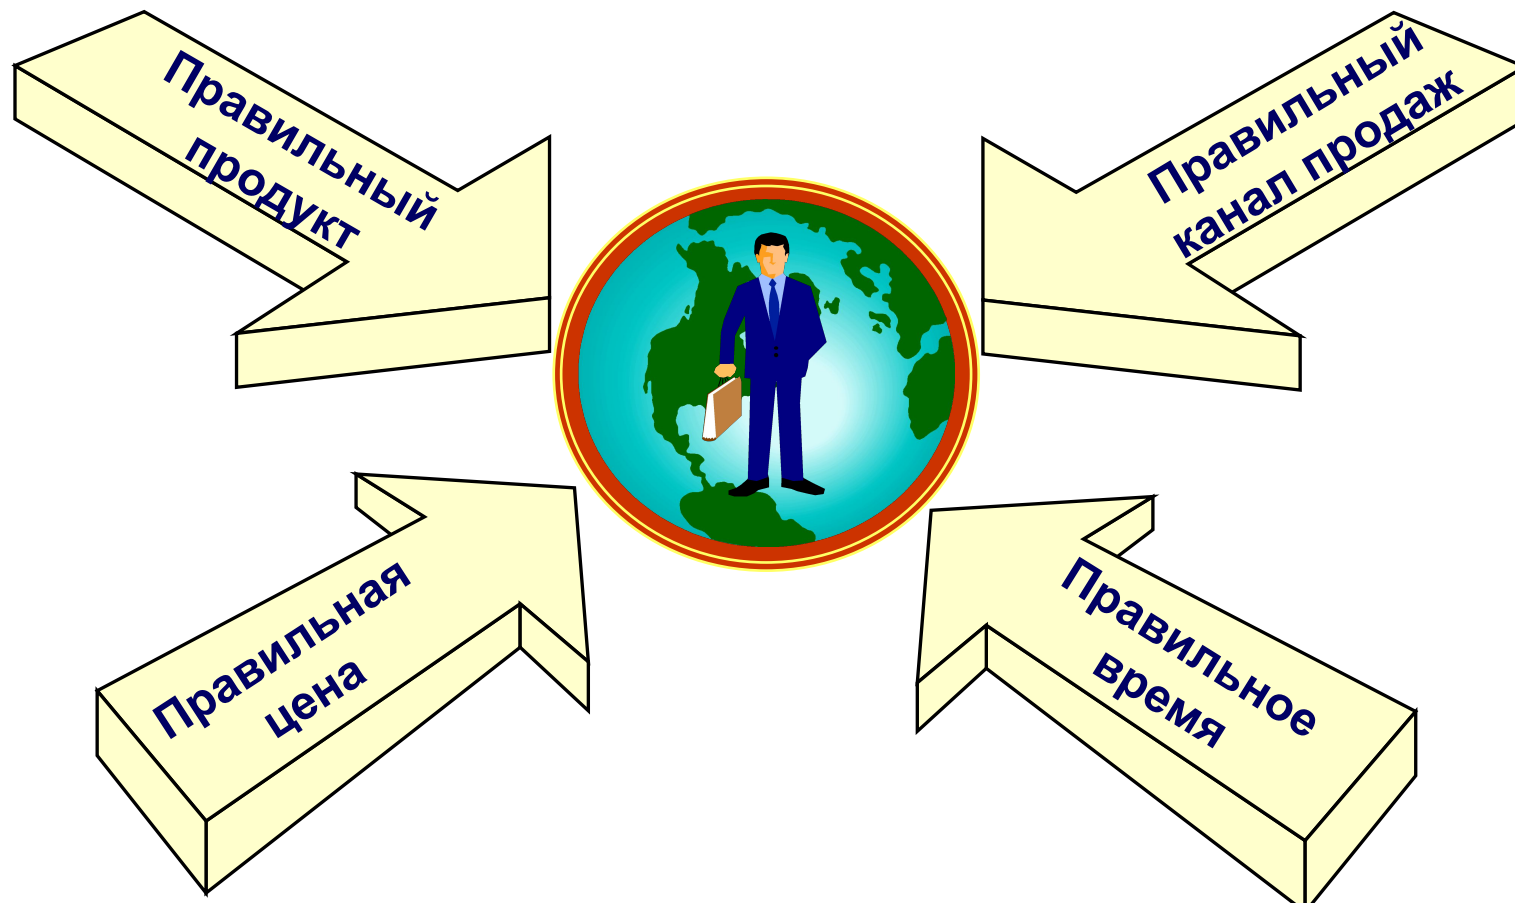 Правильный
продукт
Правильный
канал продаж
Правильная
цена
Правильное
время